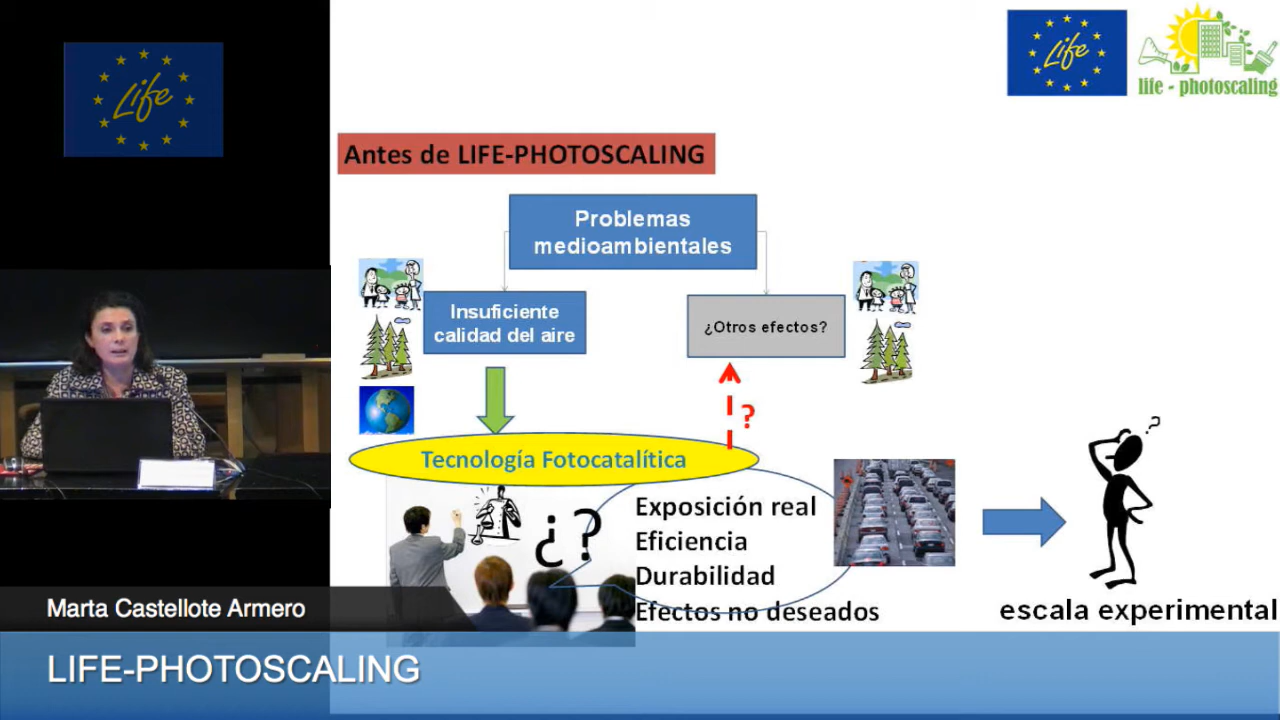 Life
Life
life - photoscaling
Antes de LIFE-PHOTOSCALING
Problemas
medioambientales
Insuficiente
calidad del aire
¿Otros efectos?
?
Tecnología Fotocatalítica
¿?
Exposición real
Eficiencia
Durabilidad
Efectos no deseados
?
escala experimental
Marta Castellote Armero
LIFE-PHOTOSCALING